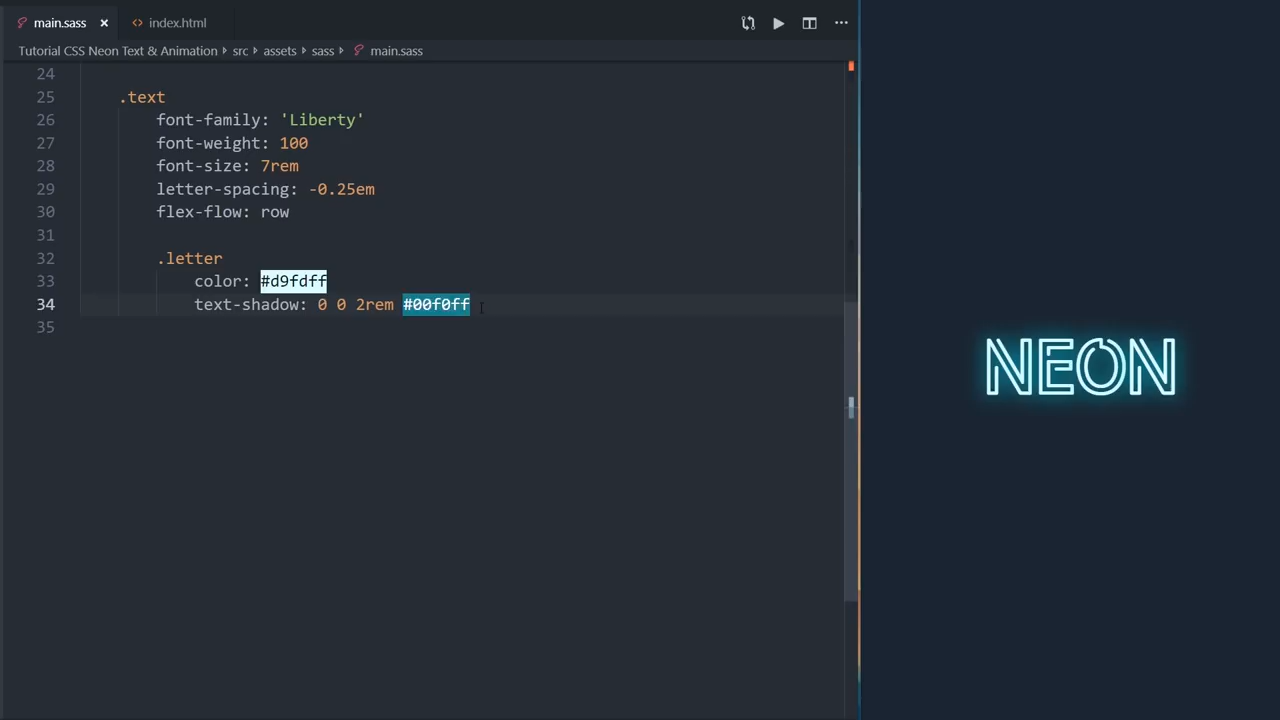 main.sass × <> index.html
Tutorial CSS Neon Text & Animation src assets sass main.sass
24
25 .text
26 font-family: 'Liberty'
27 font-weight: 100
28 font-size: 7rem
29 letter-spacing: -0.25em
30 flex-flow: row
31
32 .letter
33 color: #d9fdff
34 text-shadow: 0 0 2rem #00f0ff
35
NEON